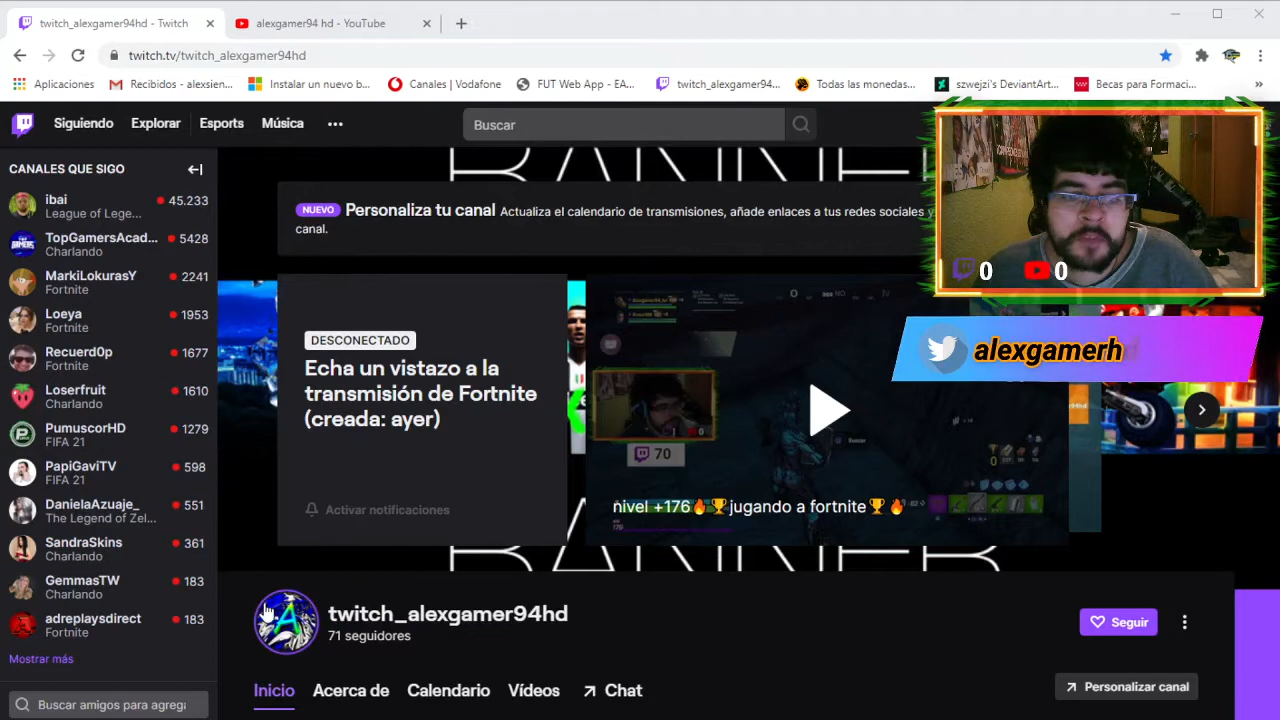 twitch_alexgamer94hd - Twitch
alexgamer94 hd - YouTube
twitch.tv/twitch_alexgamer94hd
Aplicaciones
Recibidos - alexsien...
Instalar un nuevo b...
Canales | Vodafone
FUT Web App - EA...
twitch_alexgamer94...
Todas las monedas...
szwejzi's DeviantArt...
Becas para Formaci...
Siguiendo
Explorar
Esports
Música
Buscar
CANALES QUE SIGO
ibai
45.233
League of Lege...
TopGamersAcad...
5428
Charlando
MarkiLokurasY
2241
Fortnite
Loeya
1953
Fortnite
Recuerd0p
1677
Fortnite
Loserfruit
1610
Charlando
PumuscorHD
1279
FIFA 21
PapiGaviTV
598
FIFA 21
DanielaAzuaje_
551
The Legend of Zel...
SandraSkins
361
Charlando
GemmasTW
183
Charlando
adreplaysdirect
183
Fortnite
Mostrar más
Buscar amigos para agrega
BANNER
NUEVO
Personaliza tu canal
Actualiza el calendario de transmisiones, añade enlaces a tus redes sociales y
canal.
0
0
alexgamerh
DESCONECTADO
Echa un vistazo a la
transmisión de Fortnite
(creada: ayer)
Activar notificaciones
70
nivel +176🔥🏆jugando a fortnite🏆🔥
BANNER
twitch_alexgamer94hd
71 seguidores
Seguir
Inicio
Acerca de
Calendario
Vídeos
Chat
Personalizar canal